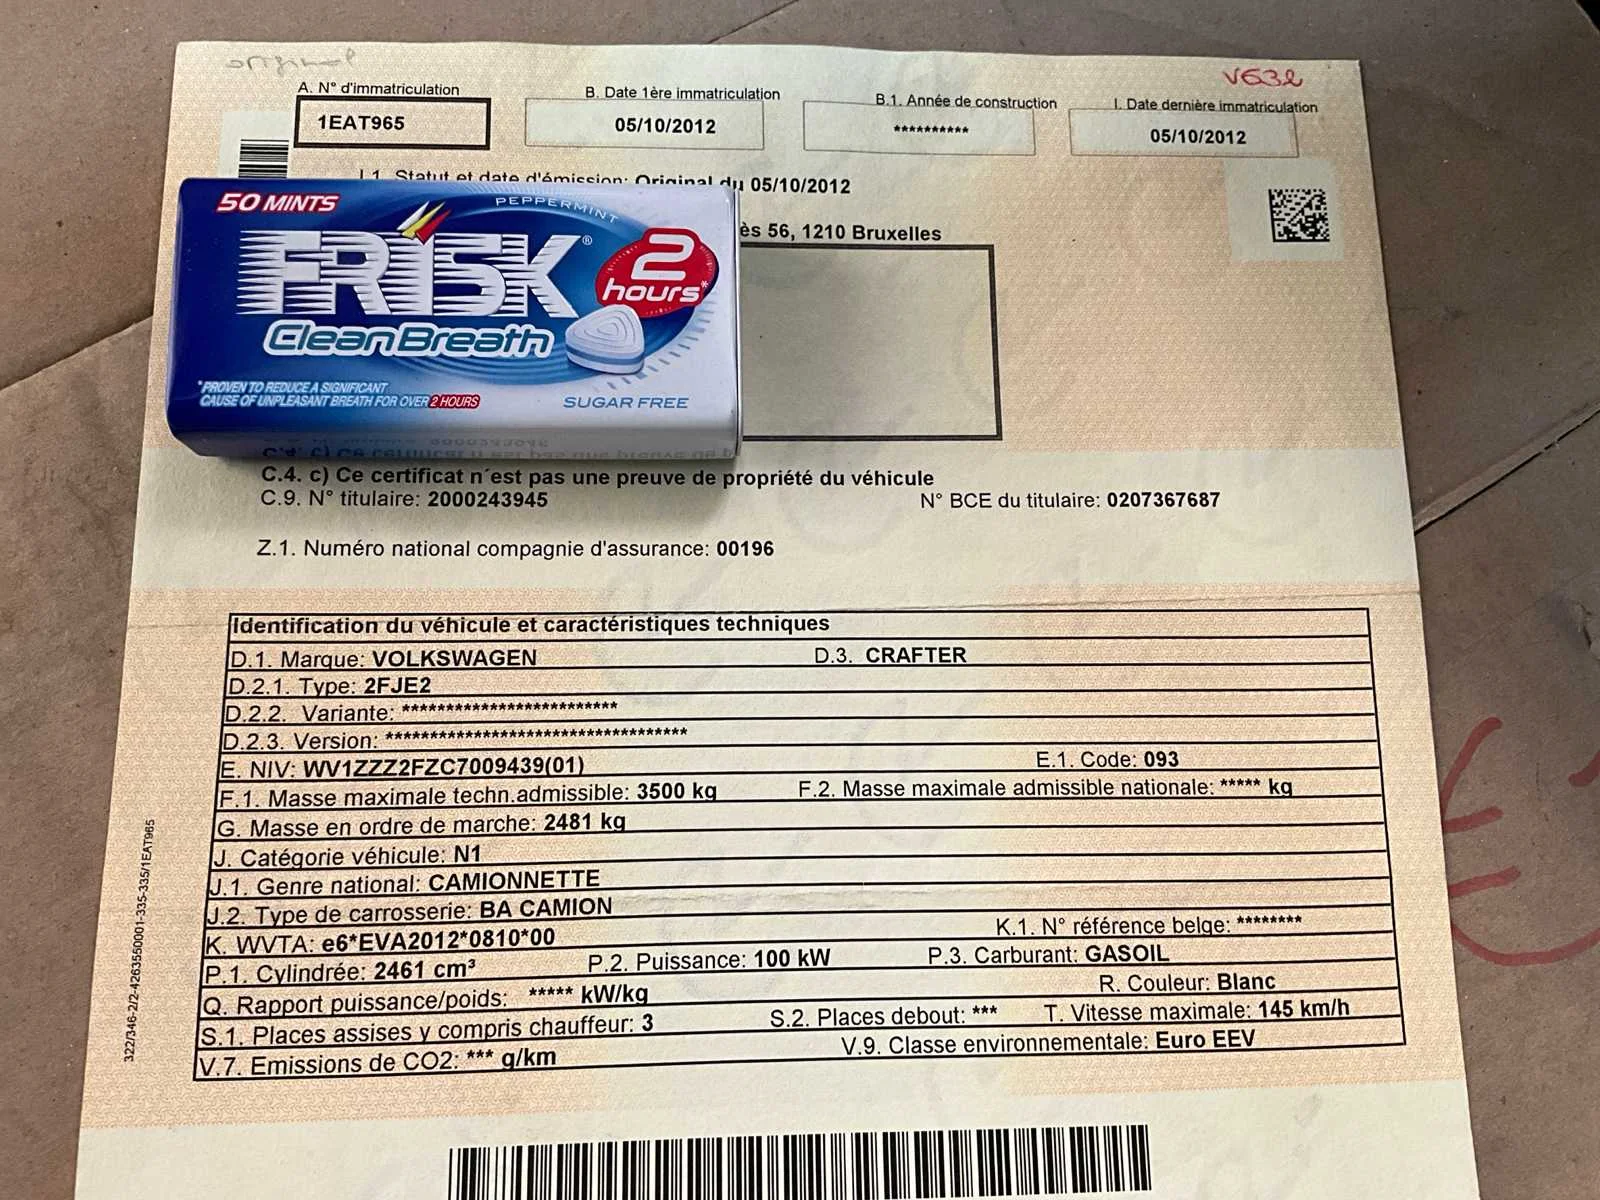 original
V632
A. N° d'immatriculation
B. Date 1ère immatriculation
B.1. Année de construction
I. Date dernière immatriculation
1EAT965
05/10/2012
**********
05/10/2012
I.1. Statut et date d'émission: Original du 05/10/2012
ès 56, 1210 Bruxelles
50 MINTS
PEPPERMINT
FRISK®
2 hours*
Clean Breath
*PROVEN TO REDUCE A SIGNIFICANT
CAUSE OF UNPLEASANT BREATH FOR OVER 2 HOURS
SUGAR FREE
C.4. c) Ce certificat n´est pas une preuve de propriété du véhicule
C.9. N° titulaire: 2000243945 N° BCE du titulaire: 0207367687
Z.1. Numéro national compagnie d'assurance: 00196
Identification du véhicule et caractéristiques techniques
D.1. Marque: VOLKSWAGEN D.3. CRAFTER
D.2.1. Type: 2FJE2
D.2.2. Variante: *************************
D.2.3. Version: ***********************************
E. NIV: WV1ZZZ2FZC7009439(01) E.1. Code: 093
F.1. Masse maximale techn.admissible: 3500 kg F.2. Masse maximale admissible nationale: ***** kg
G. Masse en ordre de marche: 2481 kg
J. Catégorie véhicule: N1
J.1. Genre national: CAMIONNETTE
J.2. Type de carrosserie: BA CAMION
K. WVTA: e6*EVA2012*0810*00 K.1. N° référence belge: ********
P.1. Cylindrée: 2461 cm³ P.2. Puissance: 100 kW P.3. Carburant: GASOIL
Q. Rapport puissance/poids: ***** kW/kg R. Couleur: Blanc
S.1. Places assises y compris chauffeur: 3 S.2. Places debout: *** T. Vitesse maximale: 145 km/h
V.7. Emissions de CO2: *** g/km V.9. Classe environnementale: Euro EEV
322/346-2/2-4263550001-335-335/1EAT965